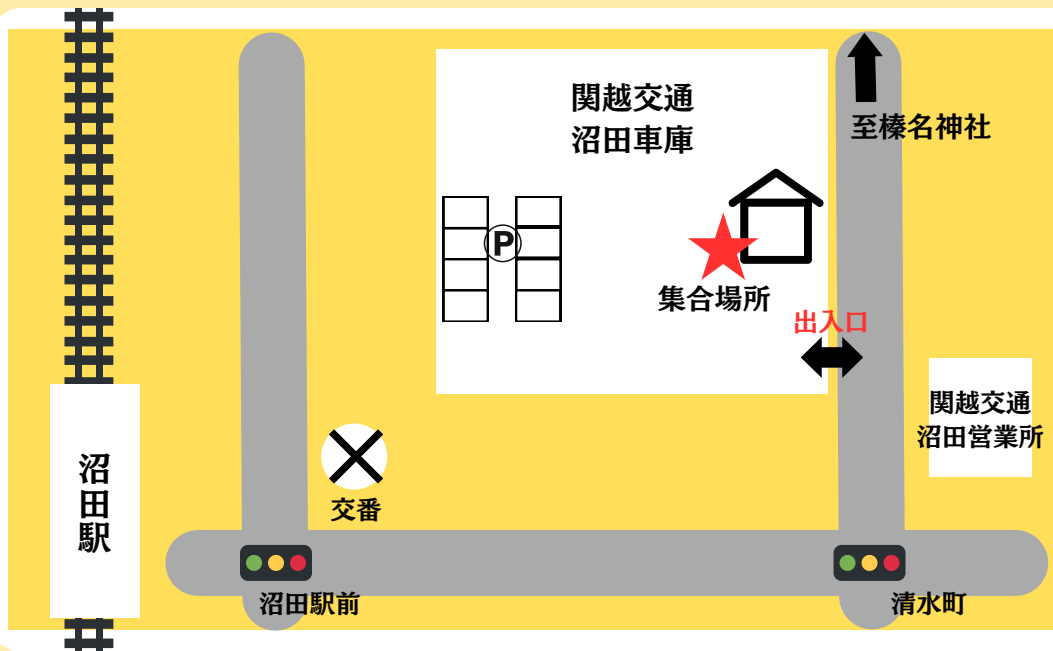 関越交通
沼田車庫
至榛名神社
P
集合場所
出入口
関越交通
沼田営業所
沼田駅
交番
沼田駅前
清水町